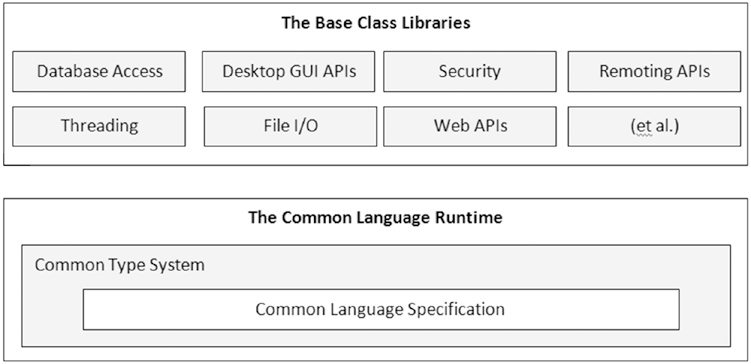 The Base Class Libraries
Database Access
Desktop GUI APIs
Security
Remoting APIs
Threading
File I/O
Web APIs
(et al.)
The Common Language Runtime
Common Type System
Common Language Specification